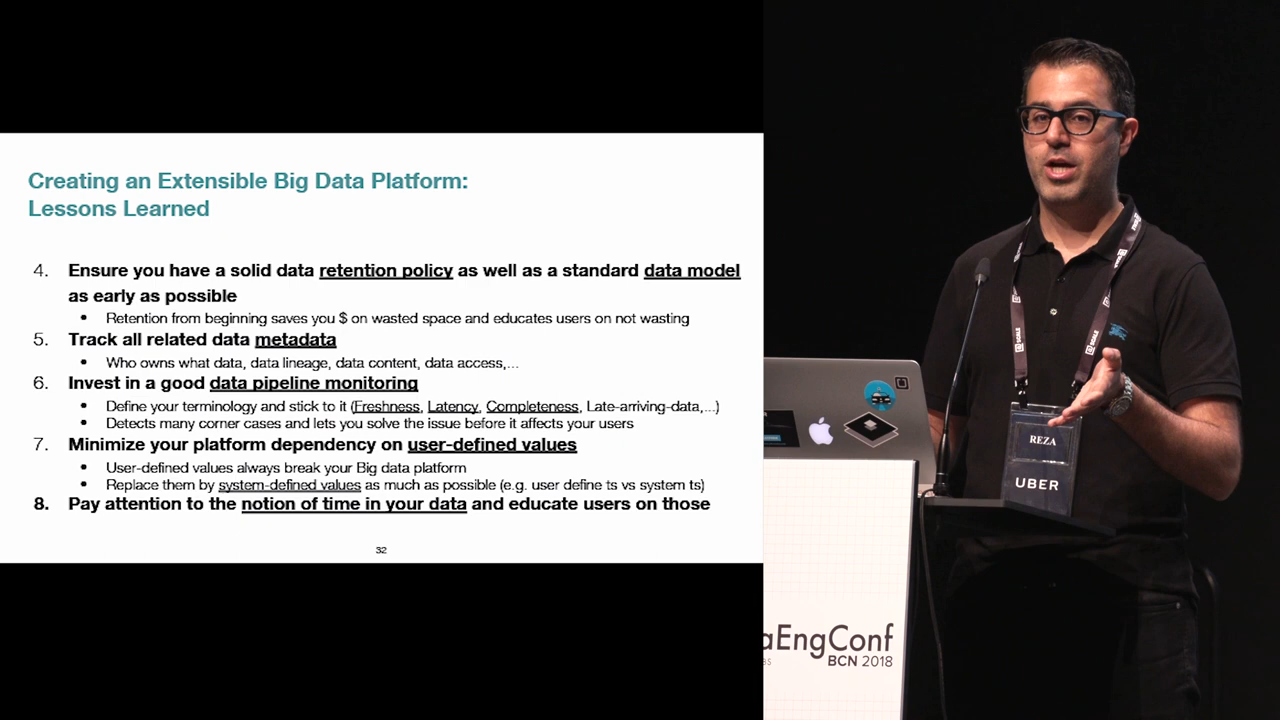 Creating an Extensible Big Data Platform:
Lessons Learned
4. Ensure you have a solid data retention policy as well as a standard data model
as early as possible
• Retention from beginning saves you $ on wasted space and educates users on not wasting
5. Track all related data metadata
• Who owns what data, data lineage, data content, data access,...
6. Invest in a good data pipeline monitoring
• Define your terminology and stick to it (Freshness, Latency, Completeness, Late-arriving-data,...)
• Detects many corner cases and lets you solve the issue before it affects your users
7. Minimize your platform dependency on user-defined values
• User-defined values always break your Big data platform
• Replace them by system-defined values as much as possible (e.g. user define ts vs system ts)
8. Pay attention to the notion of time in your data and educate users on those
32
REZA
UBER
aEngConf
BCN 2018